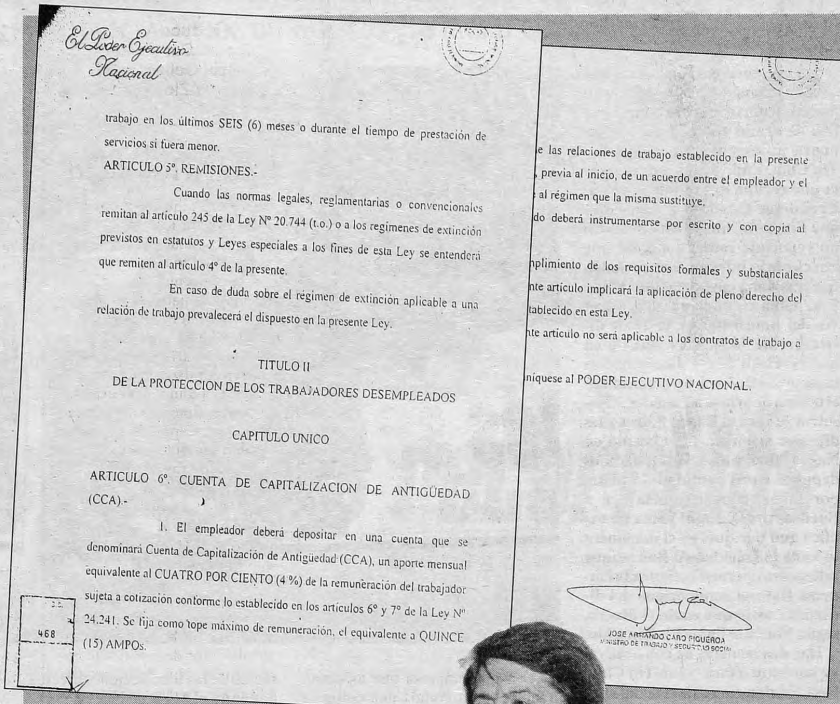 El Poder Ejecutivo
Nacional
trabajo en los últimos SEIS (6) meses o durante el tiempo de prestación de
servicios si fuera menor.
ARTICULO 5º. REMISIONES.-
Cuando las normas legales, reglamentarias o convencionales
remitan al artículo 245 de la Ley Nº 20.744 (t.o.) o a los regimenes de extinción
previstos en estatutos y Leyes especiales a los fines de esta Ley se entenderá
que remiten al artículo 4º de la presente.
En caso de duda sobre el régimen de extinción aplicable a una
relación de trabajo prevalecerá el dispuesto en la presente Ley.
TITULO II
DE LA PROTECCION DE LOS TRABAJADORES DESEMPLEADOS
CAPITULO UNICO
ARTICULO 6º. CUENTA DE CAPITALIZACION DE ANTIGÜEDAD
(CCA).-
1. El empleador deberá depositar en una cuenta que se
denominará Cuenta de Capitalización de Antigüedad (CCA), un aporte mensual
equivalente al CUATRO POR CIENTO (4 %) de la remuneración del trabajador
sujeta a cotización conforme lo establecido en los artículos 6º y 7º de la Ley Nº
24.241. Se fija como tope máximo de remuneración, el equivalente a QUINCE
(15) AMPOs.
468
e las relaciones de trabajo establecido en la presente
, previa al inicio, de un acuerdo entre el empleador y el
al régimen que la misma sustituye.
do deberá instrumentarse por escrito y con copia al
mplimiento de los requisitos formales y substanciales
nte artículo implicará la aplicación de pleno derecho del
tablecido en esta Ley.
nte artículo no será aplicable a los contratos de trabajo a
níquese al PODER EJECUTIVO NACIONAL.
JOSE ARMANDO CARO FIGUEROA
MINISTRO DE TRABAJO Y SEGURIDAD SOCIAL